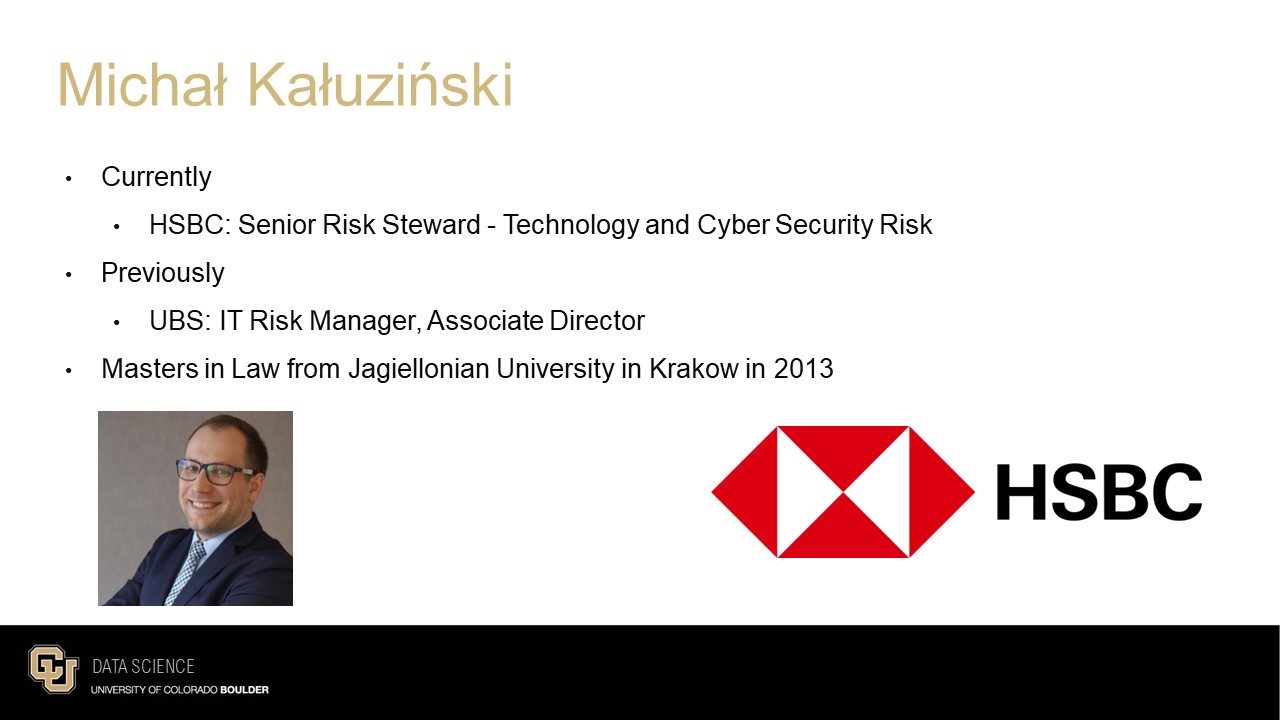 Michał Kałuziński
• Currently
• HSBC: Senior Risk Steward - Technology and Cyber Security Risk
• Previously
• UBS: IT Risk Manager, Associate Director
• Masters in Law from Jagiellonian University in Krakow in 2013
HSBC
CU
DATA SCIENCE
UNIVERSITY OF COLORADO BOULDER